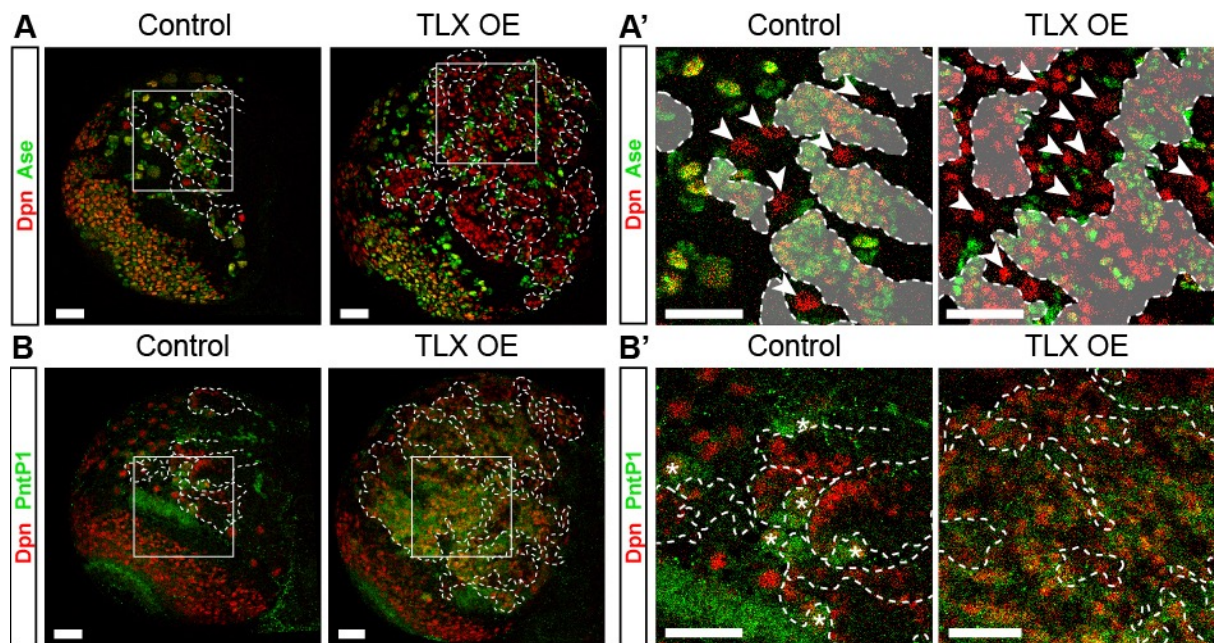 A Control TLX OE A' Control TLX OE
Dpn Ase
Dpn Ase
B Control TLX OE B' Control TLX OE
Dpn PntP1
Dpn PntP1